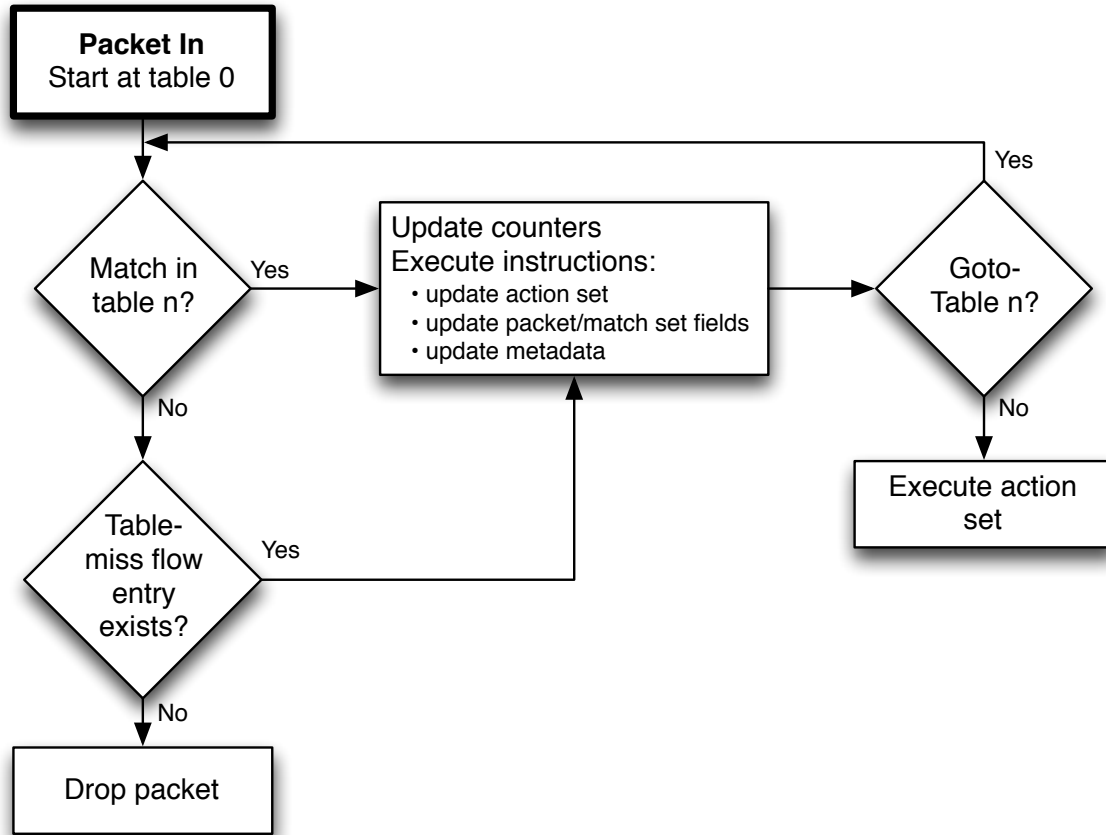 Packet In
Start at table 0
Yes
Match in
table n?
Yes
Update counters
Execute instructions:
• update action set
• update packet/match set fields
• update metadata
Goto-
Table n?
No
No
Execute action
set
Table-
miss flow
entry
exists?
Yes
No
Drop packet